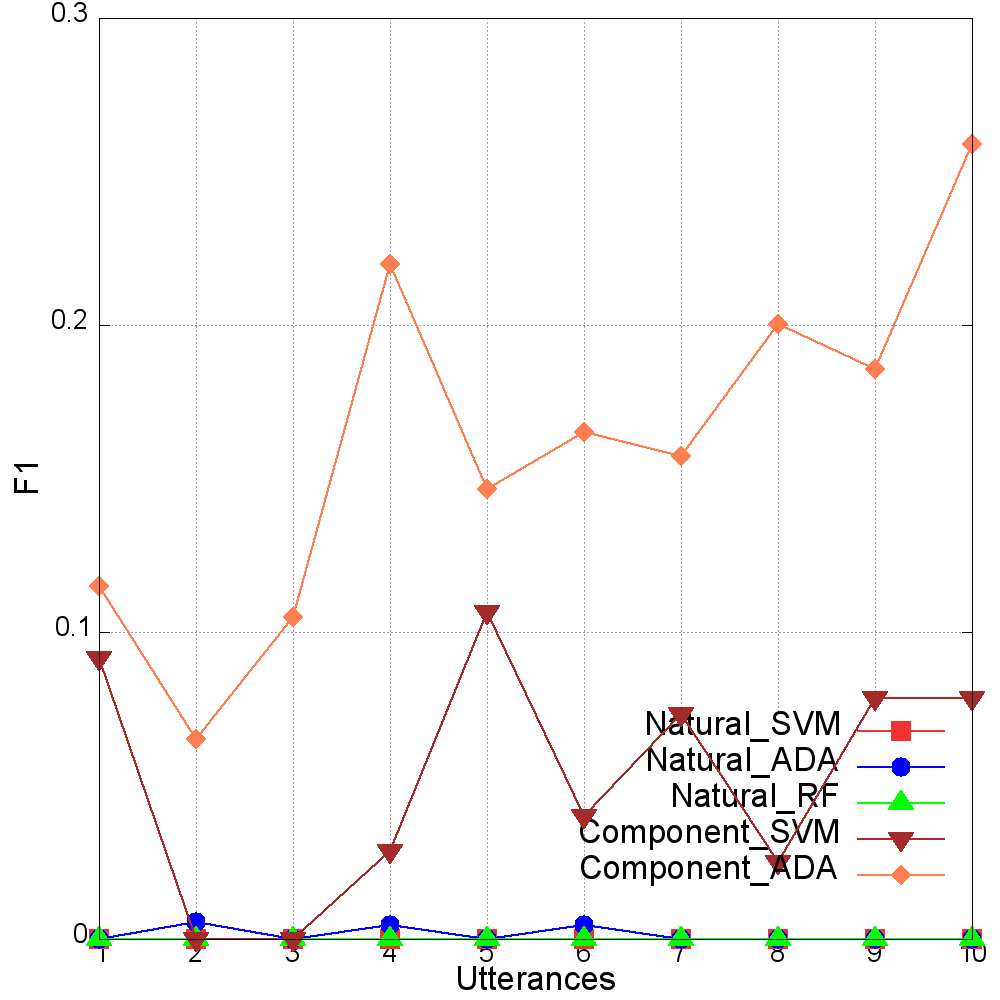 0.3
0.2
0.1
0
F1
Natural_SVM
Natural_ADA
Natural_RF
Component_SVM
Component_ADA
1 2 3 4 5 6 7 8 9 10
Utterances